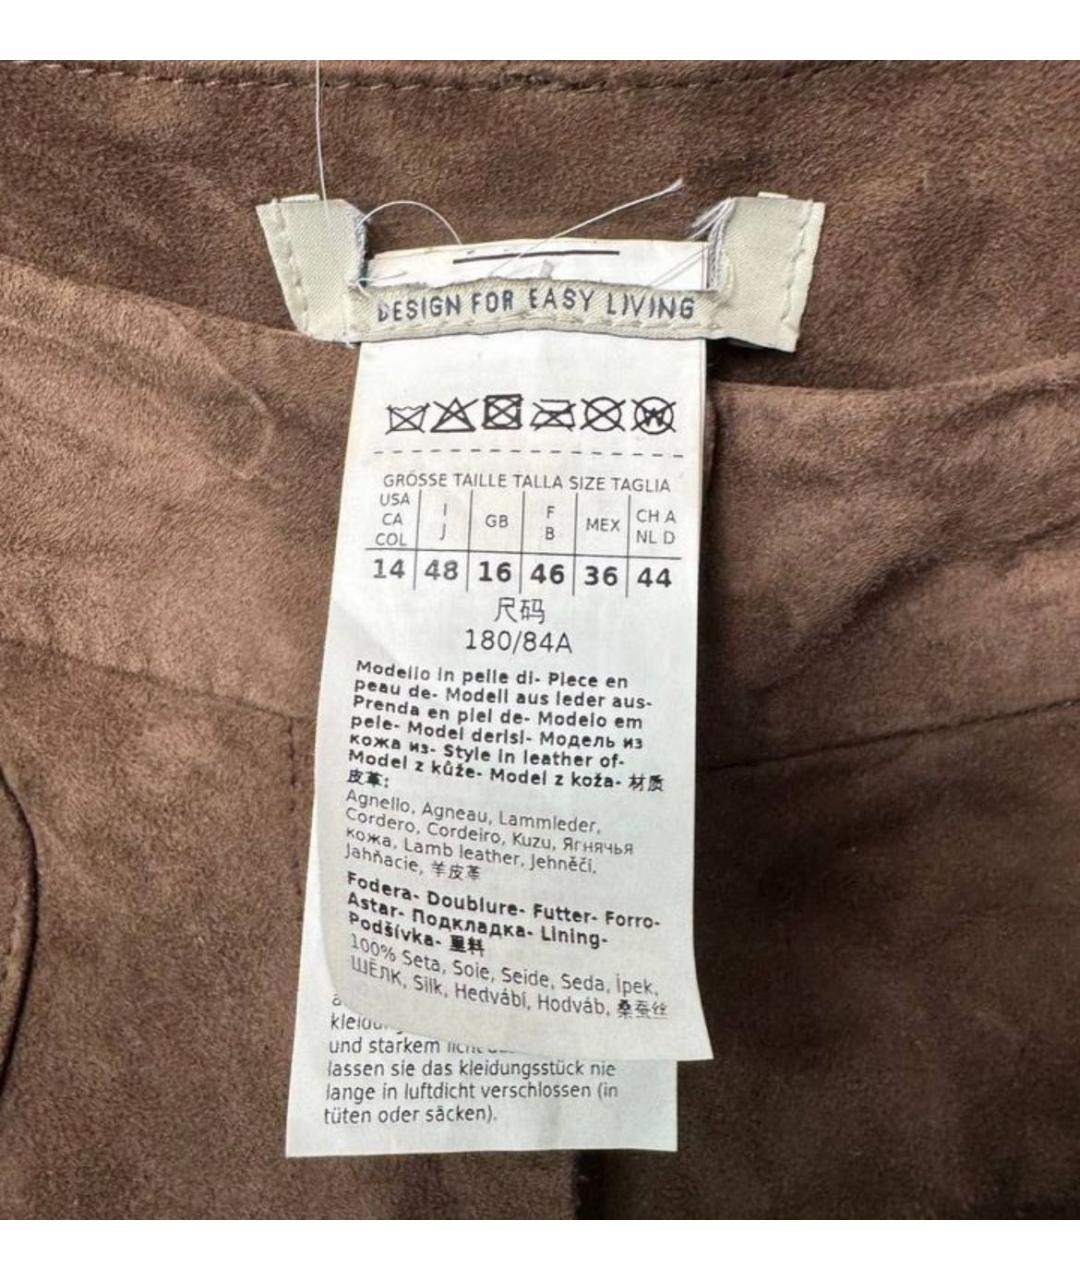 DESIGN FOR EASY LIVING
GRÖSSE TAILLE TALLA SIZE TAGLIA
USA CA COL | I J | GB | F B | MEX | CH A NL D
14 | 48 | 16 | 46 | 36 | 44
尺码
180/84A
Modello in pelle di- Piece en
peau de- Modell aus leder aus-
Prenda en piel de- Modelo em
pele- Model derisi- Модель из
кожа из- Style in leather of-
Model z kůže- Model z koža- 材质
皮革:
Agnello, Agneau, Lammleder,
Cordero, Cordeiro, Kuzu, Ягнячья
кожа, Lamb leather, Jehněčí,
Jahňacie, 羊皮革
Fodera- Doublure- Futter- Forro-
Astar- Подкладка- Lining-
Podšívka- 里料
100% Seta, Soie, Seide, Seda, İpek,
ШЁЛК, Silk, Hedvábí, Hodváb, 桑蚕丝
und starkem
lassen sie das kleidungsstück nie
lange in luftdicht verschlossen (in
tüten oder säcken).